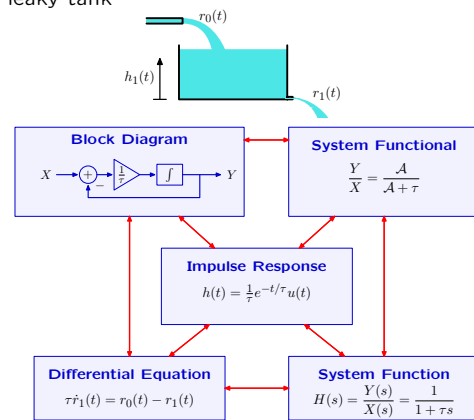 leaky tank
r₀(t)
h₁(t)
r₁(t)
Block Diagram
X + − 1/τ ∫ Y
System Functional
Y/X = 𝒜/(𝒜 + τ)
Impulse Response
h(t) = 1/τ e^{−t/τ} u(t)
Differential Equation
τṙ₁(t) = r₀(t) − r₁(t)
System Function
H(s) = Y(s)/X(s) = 1/(1 + τs)